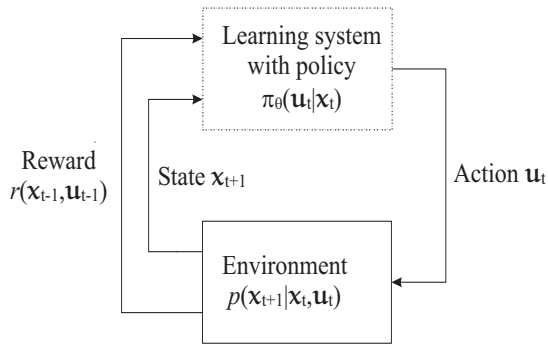 Learning system
with policy
πθ(𝐮t|𝐱t)
Reward
r(𝐱t-1,𝐮t-1)
State 𝐱t+1
Action 𝐮t
Environment
p(𝐱t+1|𝐱t,𝐮t)